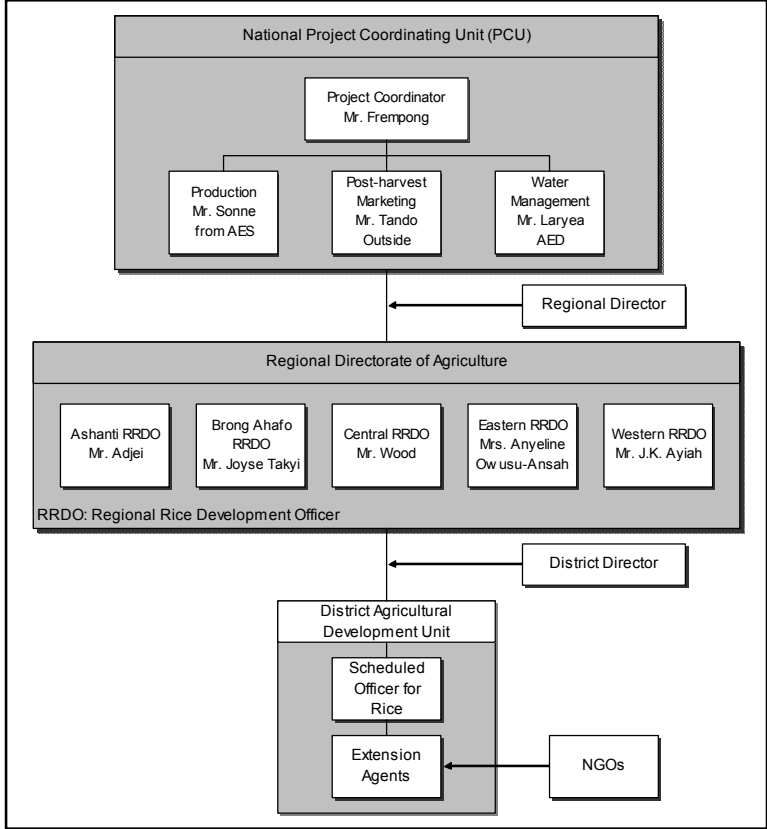 National Project Coordinating Unit (PCU)
Project Coordinator
Mr. Frempong
Production
Mr. Sonne
from AES
Post-harvest
Marketing
Mr. Tando
Outside
Water
Management
Mr. Laryea
AED
Regional Director
Regional Directorate of Agriculture
Ashanti RRDO
Mr. Adjei
Brong Ahafo
RRDO
Mr. Joyse Takyi
Central RRDO
Mr. Wood
Eastern RRDO
Mrs. Anyeline
Owusu-Ansah
Western RRDO
Mr. J.K. Ayiah
RRDO: Regional Rice Development Officer
District Director
District Agricultural
Development Unit
Scheduled
Officer for
Rice
Extension
Agents
NGOs